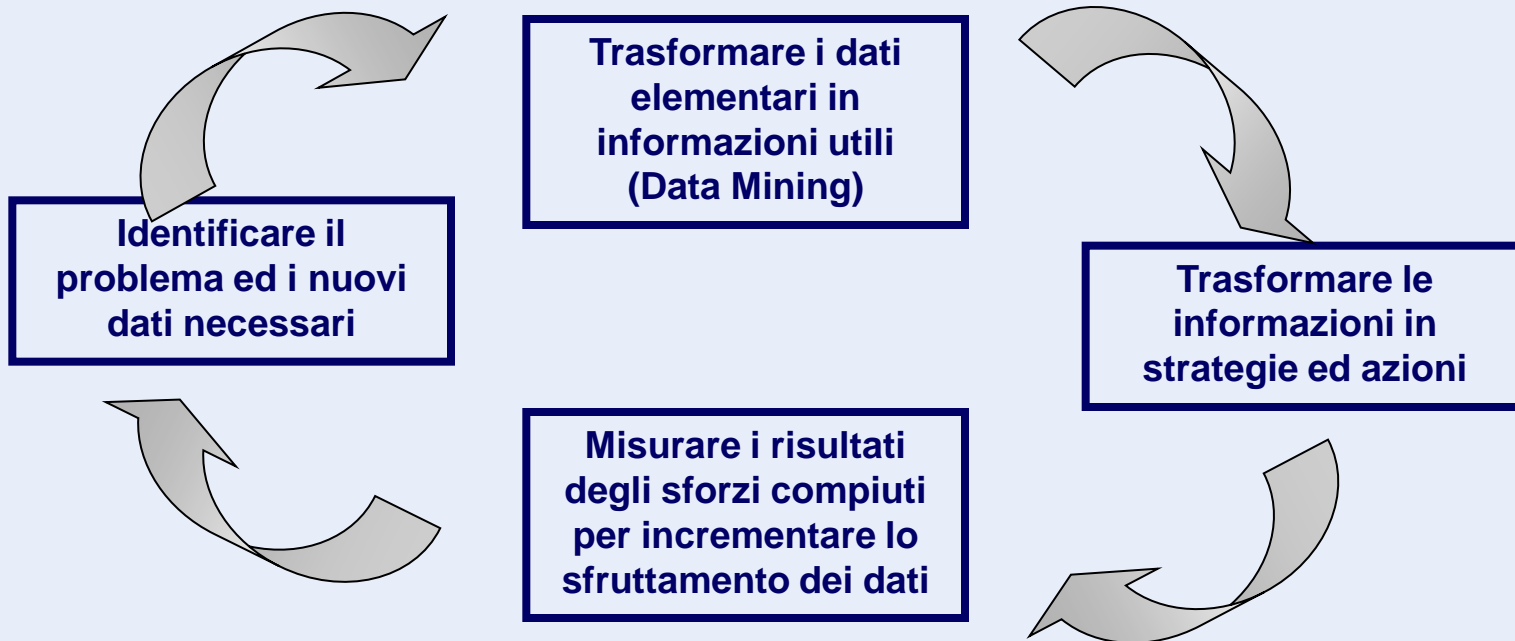 Trasformare i dati
elementari in
informazioni utili
(Data Mining)
Identificare il
problema ed i nuovi
dati necessari
Trasformare le
informazioni in
strategie ed azioni
Misurare i risultati
degli sforzi compiuti
per incrementare lo
sfruttamento dei dati